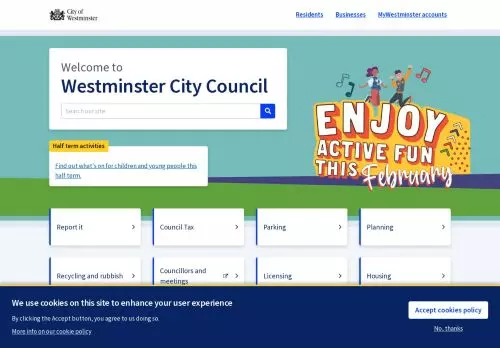 City of
Westminster
Residents
Businesses
MyWestminster accounts
Welcome to
Westminster City Council
Search our site
ENJOY
ACTIVE FUN
THIS February
Half term activities
Find out what's on for children and young people this
half term.
Report it
Council Tax
Parking
Planning
Recycling and rubbish
Councillors and
meetings
Licensing
Housing
We use cookies on this site to enhance your user experience
By clicking the Accept button, you agree to us doing so.
More info on our cookie policy
Accept cookies policy
No, thanks